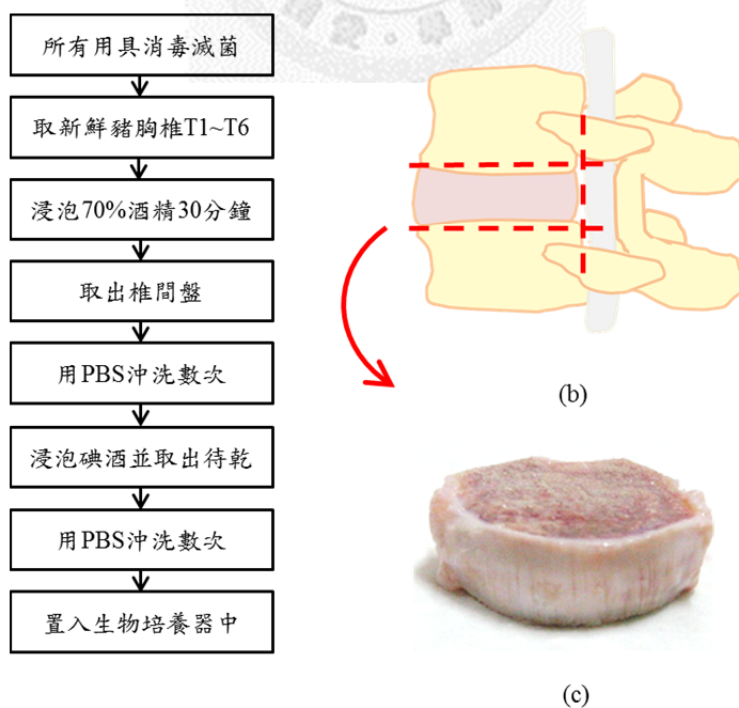 所有用具消毒滅菌
取新鮮豬胸椎T1~T6
浸泡70%酒精30分鐘
取出椎間盤
用PBS沖洗數次
浸泡碘酒並取出待乾
用PBS沖洗數次
置入生物培養器中
(b)
(c)